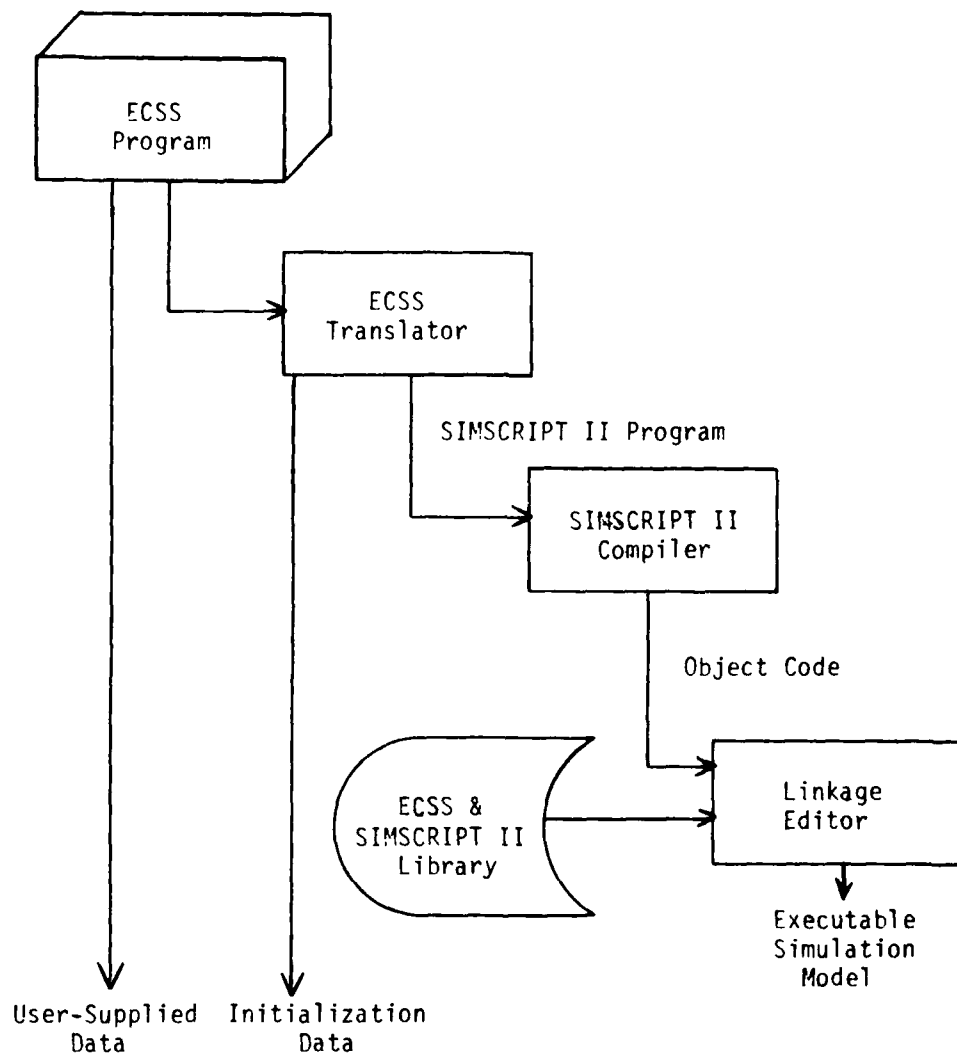 ECSS
Program
ECSS
Translator
SIMSCRIPT II Program
SIMSCRIPT II
Compiler
Object Code
ECSS &
SIMSCRIPT II
Library
Linkage
Editor
Executable
Simulation
Model
User-Supplied
Data
Initialization
Data